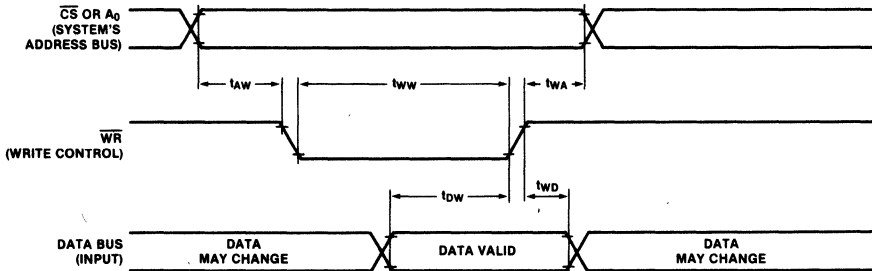 CS OR A0
(SYSTEM'S
ADDRESS BUS)
tAW
tWW
tWA
WR
(WRITE CONTROL)
tDW
tWD
DATA BUS
(INPUT)
DATA
MAY CHANGE
DATA VALID
DATA
MAY CHANGE